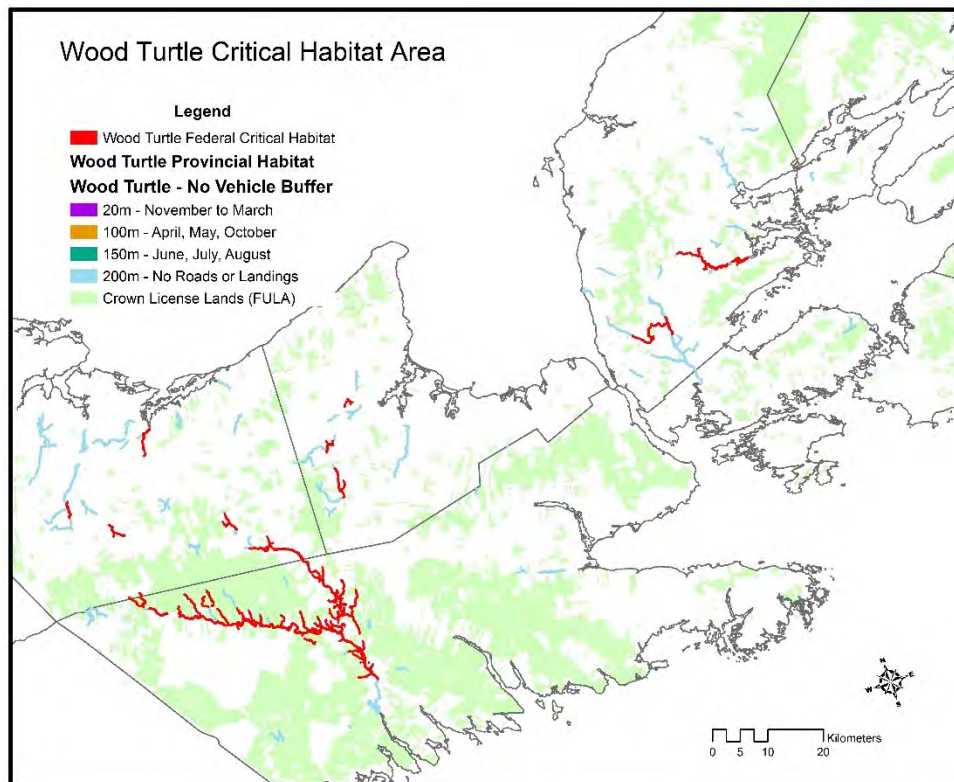 Wood Turtle Critical Habitat Area
Legend
Wood Turtle Federal Critical Habitat
Wood Turtle Provincial Habitat
Wood Turtle - No Vehicle Buffer
20m - November to March
100m - April, May, October
150m - June, July, August
200m - No Roads or Landings
Crown License Lands (FULA)
N
W E
S
Kilometers
0 5 10 20